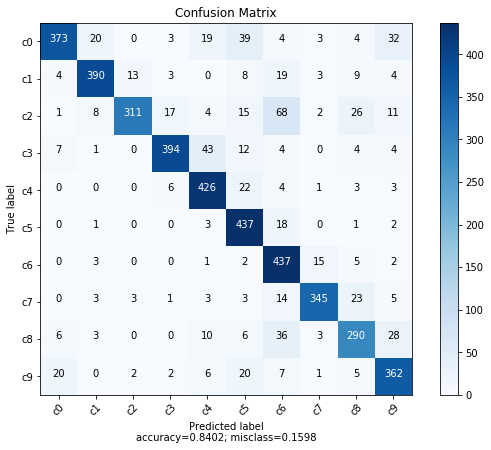 Confusion Matrix
c0 373 20 0 3 19 39 4 3 4 32
c1 4 390 13 3 0 8 19 3 9 4
c2 1 8 311 17 4 15 68 2 26 11
c3 7 1 0 394 43 12 4 0 4 4
c4 0 0 0 6 426 22 4 1 3 3
c5 0 1 0 0 3 437 18 0 1 2
c6 0 3 0 0 1 2 437 15 5 2
c7 0 3 3 1 3 3 14 345 23 5
c8 6 3 0 0 10 6 36 3 290 28
c9 20 0 2 2 6 20 7 1 5 362
c0 c1 c2 c3 c4 c5 c6 c7 c8 c9
True label
Predicted label
accuracy=0.8402; misclass=0.1598
400
350
300
250
200
150
100
50
0